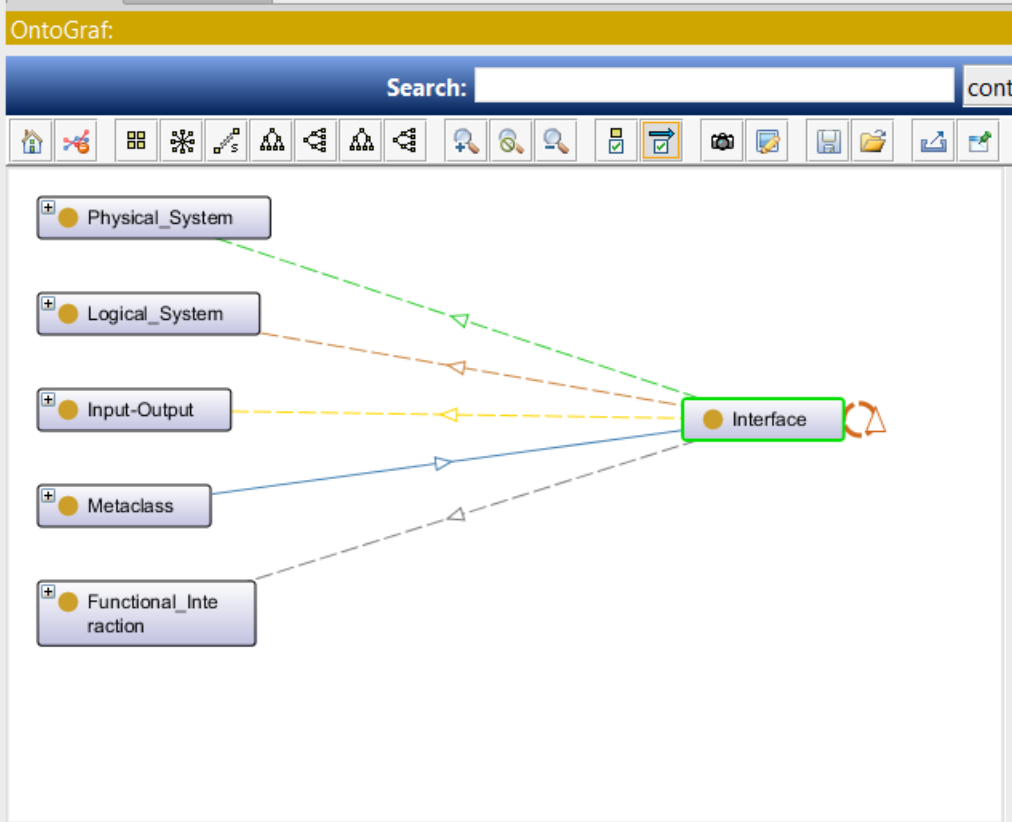 OntoGraf:
Search:
cont
Physical_System
Logical_System
Input-Output
Interface
Metaclass
Functional_Inte
raction